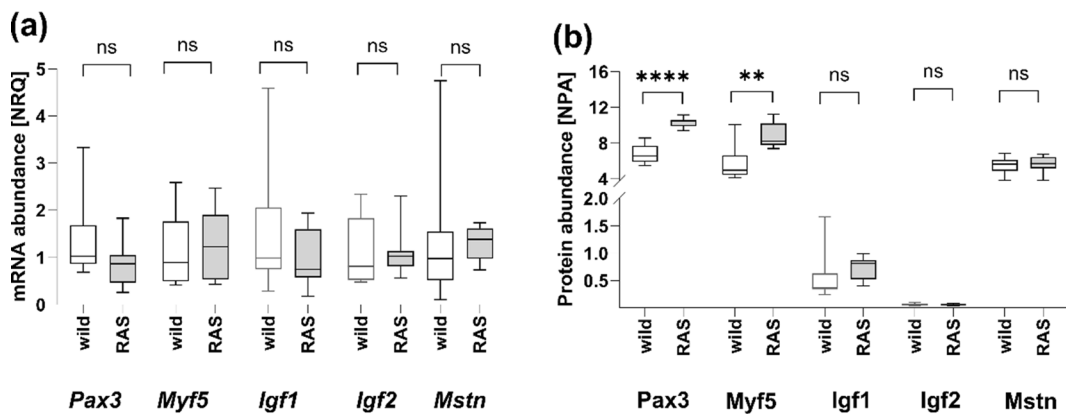 (a)
ns ns ns ns ns
mRNA abundance [NRQ]
5
4
3
2
1
0
wild RAS wild RAS wild RAS wild RAS wild RAS
Pax3 Myf5 Igf1 Igf2 Mstn
(b)
**** ** ns ns ns
Protein abundance [NPA]
16
12
8
4
2.0
1.5
1.0
0.5
wild RAS wild RAS wild RAS wild RAS wild RAS
Pax3 Myf5 Igf1 Igf2 Mstn